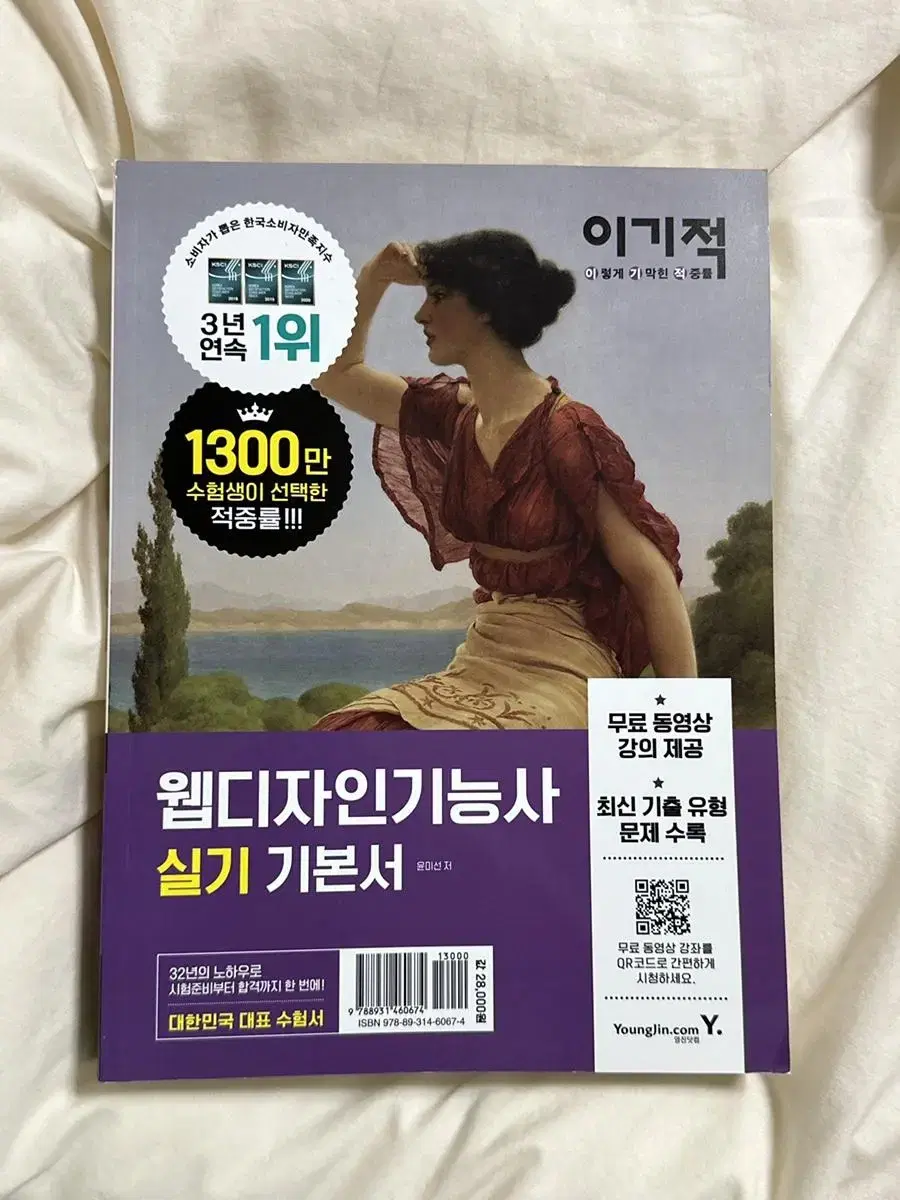 소비자가 뽑은 한국소비자만족지수
KSCI KSCI KSCI
3년
연속 1위
1300만
수험생이 선택한
적중률!!!
이기적
이렇게 기막힌 적중률
무료 동영상
강의 제공
최신 기출 유형
문제 수록
무료 동영상 강좌를
QR코드로 간편하게
시청하세요.
YoungJin.com Y.
영진닷컴
웹디자인기능사
실기 기본서 윤미선 저
32년의 노하우로
시험준비부터 합격까지 한 번에!
대한민국 대표 수험서
13000
9 788931 460674
ISBN 978-89-314-6067-4
값 28,000원